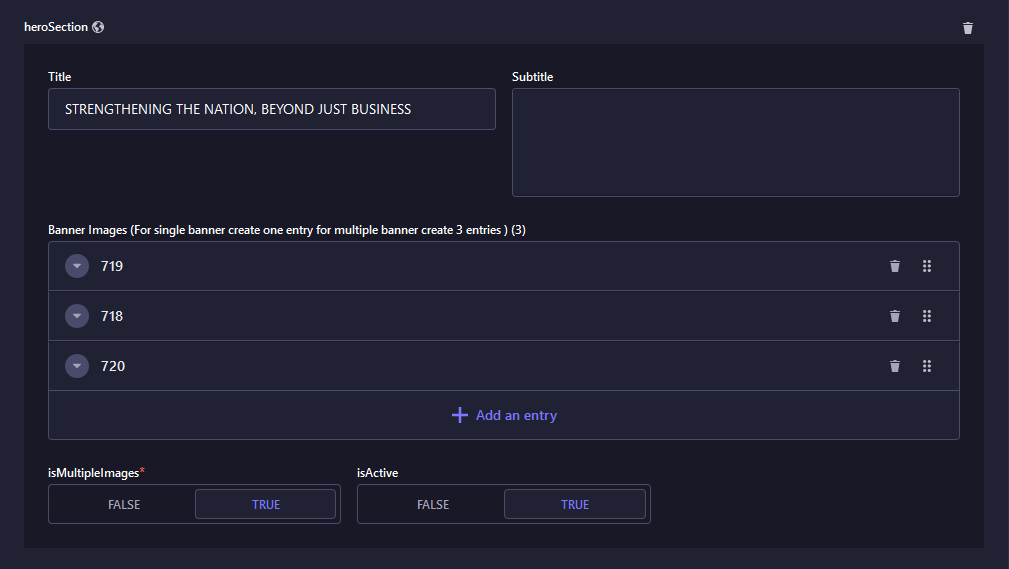 heroSection
Title
Subtitle
STRENGTHENING THE NATION, BEYOND JUST BUSINESS
Banner Images (For single banner create one entry for multiple banner create 3 entries ) (3)
719
718
720
Add an entry
isMultipleImages*
isActive
FALSE TRUE
FALSE TRUE